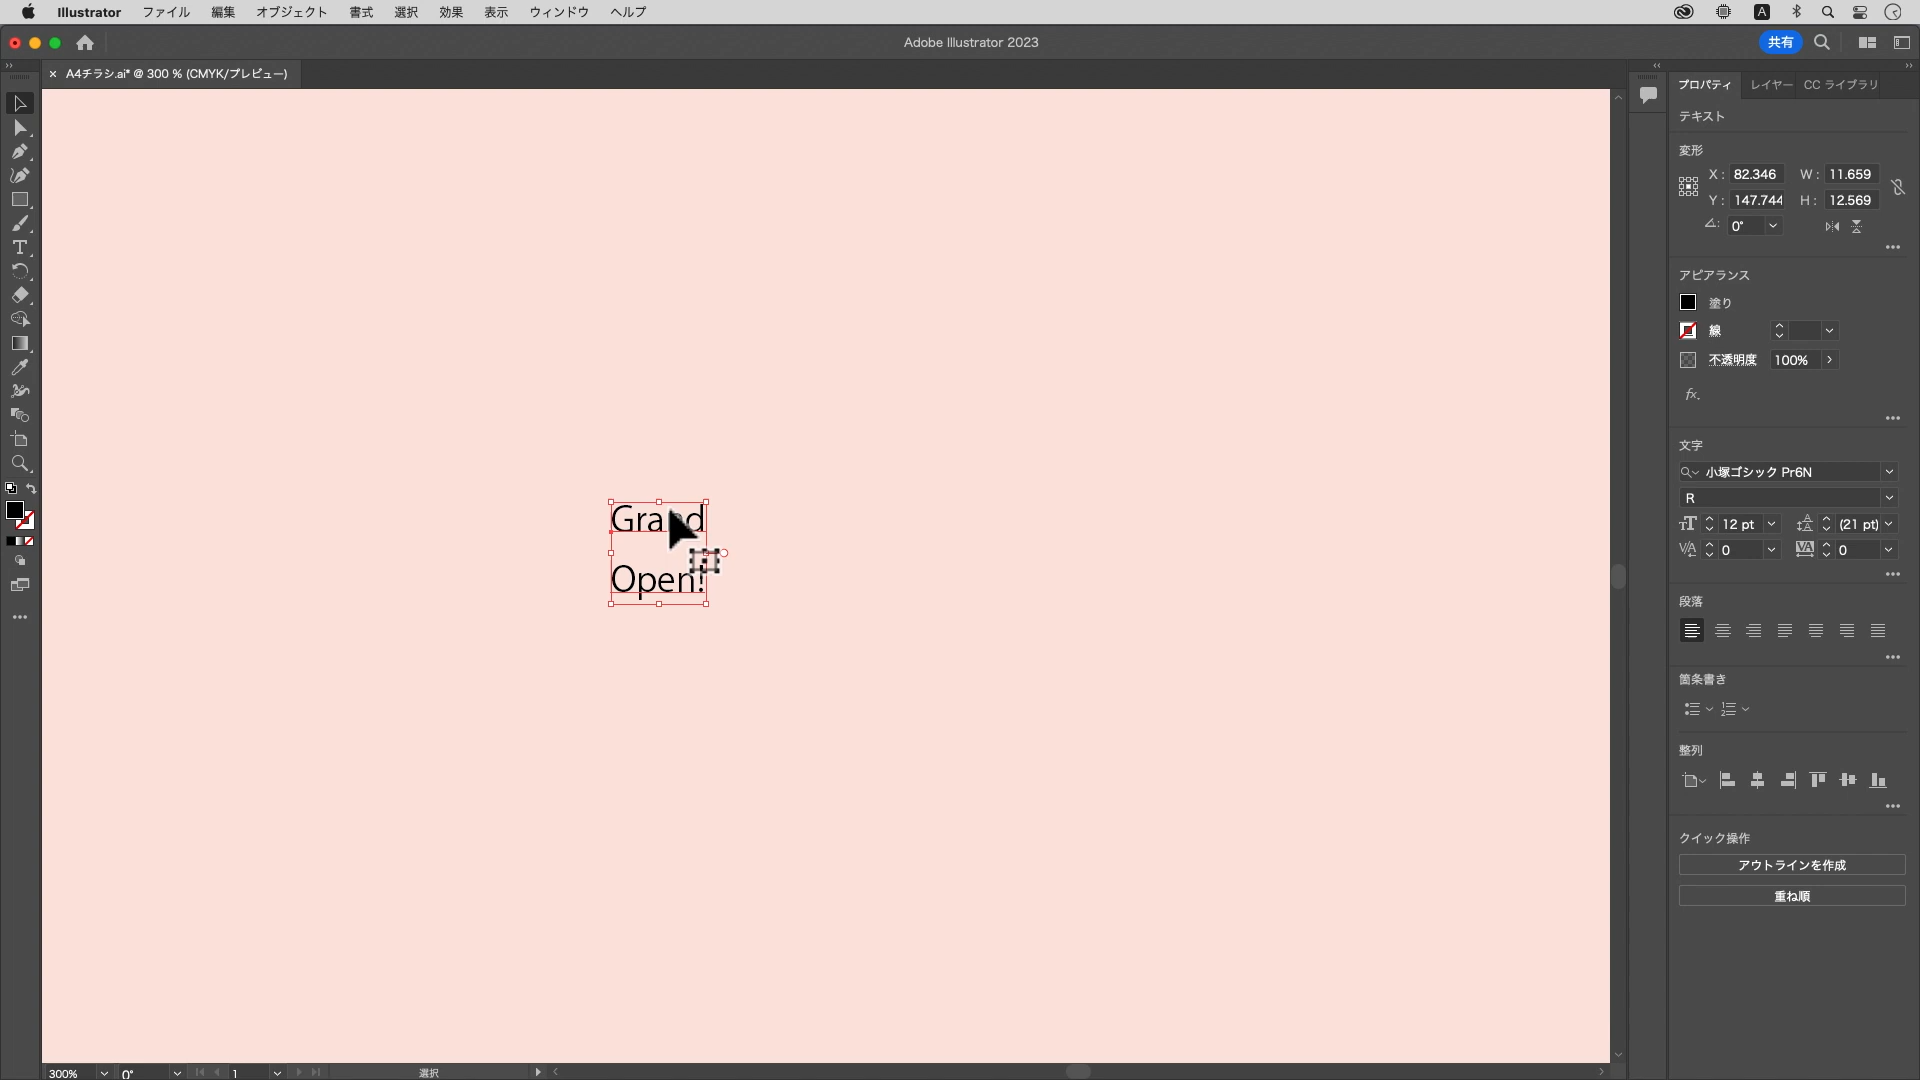 Illustrator ファイル 編集 オブジェクト 書式 選択 効果 表示 ウィンドウ ヘルプ
A
Adobe Illustrator 2023
共有
× A4チラシ.ai* @ 300 % (CMYK/プレビュー)
プロパティ レイヤー CC ライブラリ
テキスト
変形
X : 82.346 W : 11.659
Y : 147.744 H : 12.569
0°
アピアランス
塗り
線
不透明度 100%
fx.
文字
小塚ゴシック Pr6N
R
12 pt (21 pt)
0 0
段落
箇条書き
整列
クイック操作
アウトラインを作成
重ね順
Grand
Open!
300% 0° 1 選択